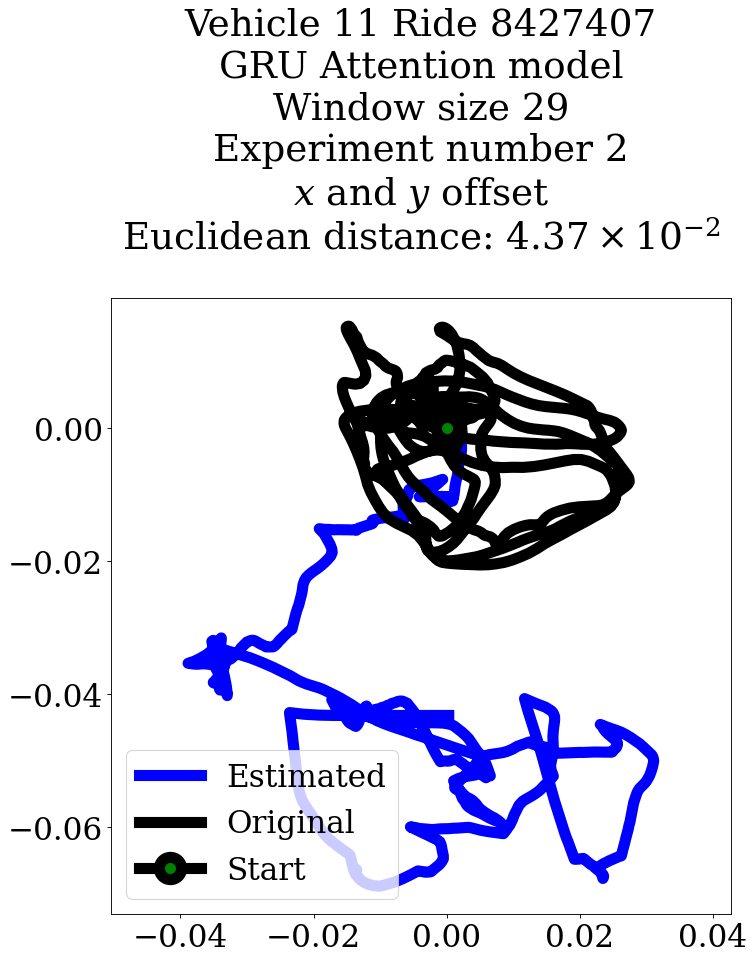 Vehicle 11 Ride 8427407
GRU Attention model
Window size 29
Experiment number 2
x and y offset
Euclidean distance: 4.37 × 10⁻²
0.00
−0.02
−0.04
−0.06
Estimated
Original
Start
−0.04 −0.02 0.00 0.02 0.04